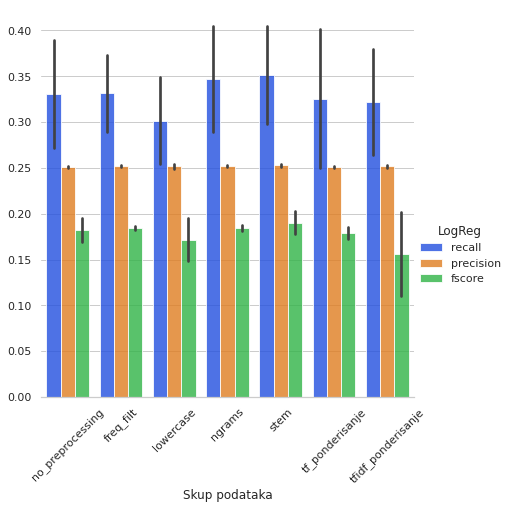 0.40
0.35
0.30
0.25
0.20
0.15
0.10
0.05
0.00
LogReg
recall
precision
fscore
no_preprocessing
freq_filt
lowercase
ngrams
stem
tf_ponderisanje
tfidf_ponderisanje
Skup podataka